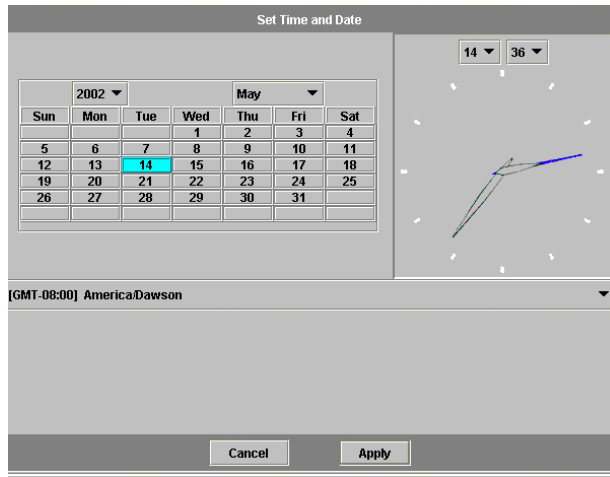 Set Time and Date
14 36
2002 May
Sun Mon Tue Wed Thu Fri Sat
1 2 3 4
5 6 7 8 9 10 11
12 13 14 15 16 17 18
19 20 21 22 23 24 25
26 27 28 29 30 31
[GMT-08:00] America/Dawson
Cancel Apply